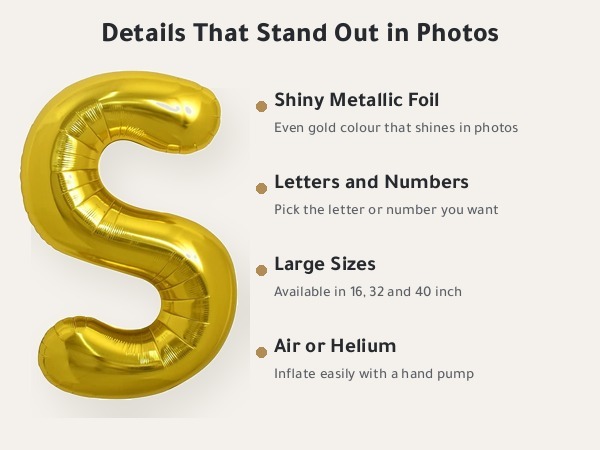 Details That Stand Out in Photos
Shiny Metallic Foil
Even gold colour that shines in photos
Letters and Numbers
Pick the letter or number you want
Large Sizes
Available in 16, 32 and 40 inch
Air or Helium
Inflate easily with a hand pump